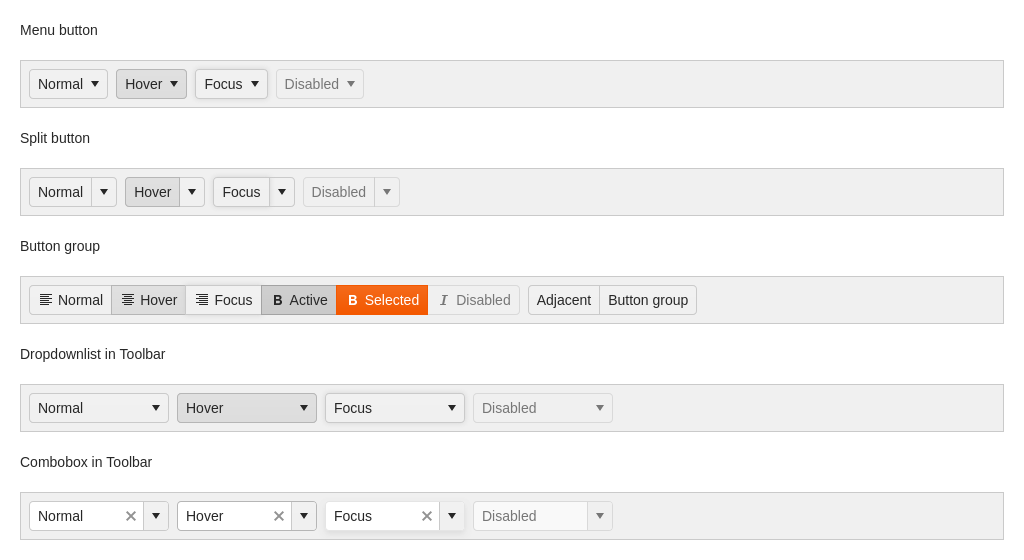 Menu button
Normal Hover Focus Disabled
Split button
Normal Hover Focus Disabled
Button group
Normal Hover Focus B Active B Selected I Disabled Adjacent Button group
Dropdownlist in Toolbar
Normal Hover Focus Disabled
Combobox in Toolbar
Normal Hover Focus Disabled